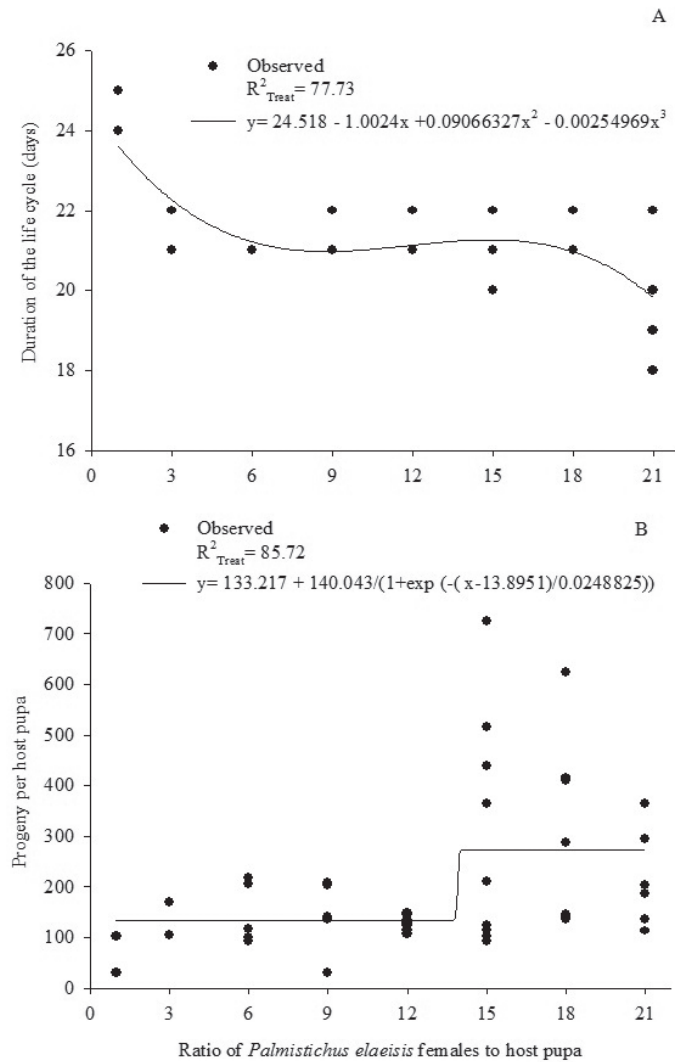 A
Observed
R²Treat= 77.73
y= 24.518 - 1.0024x +0.09066327x² - 0.00254969x³
Duration of the life cycle (days)
26
24
22
20
18
16
0 3 6 9 12 15 18 21
B
Observed
R²Treat= 85.72
y= 133.217 + 140.043/(1+exp (-( x-13.8951)/0.0248825))
Progeny per host pupa
800
700
600
500
400
300
200
100
0
0 3 6 9 12 15 18 21
Ratio of Palmistichus elaeisis females to host pupa